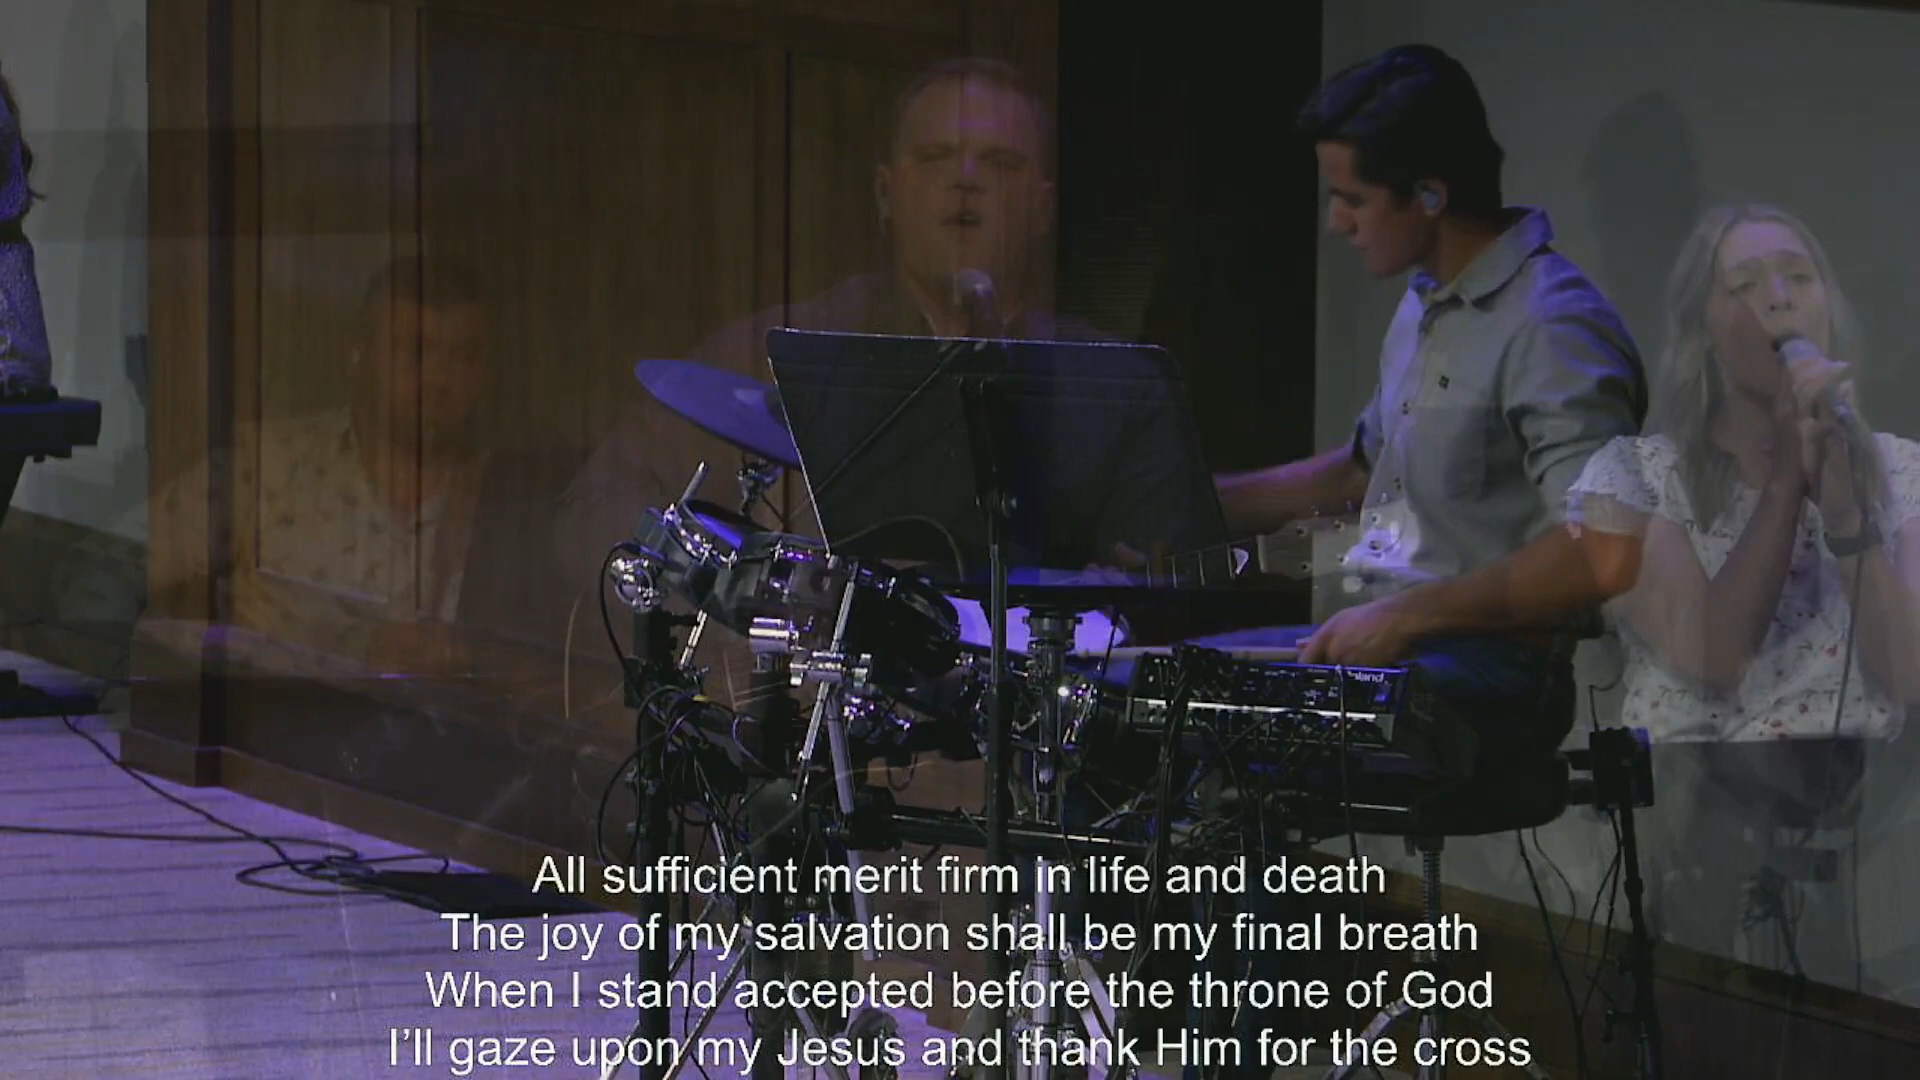 Roland
All sufficient merit firm in life and death
The joy of my salvation shall be my final breath
When I stand accepted before the throne of God
I'll gaze upon my Jesus and thank Him for the cross